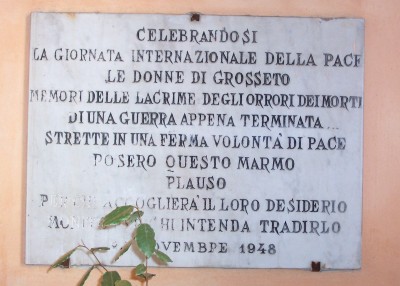 CELEBRANDOSI
LA GIORNATA INTERNAZIONALE DELLA PACE
LE DONNE DI GROSSETO
MEMORI DELLE LACRIME DEGLI ORRORI DEI MORTI
DI UNA GUERRA APPENA TERMINATA...
STRETTE IN UNA FERMA VOLONTÀ DI PACE
POSERO QUESTO MARMO
PLAUSO
ACCOGLIERÀ IL LORO DESIDERIO
INTENDA TRADIRLO
NOVEMBRE 1948